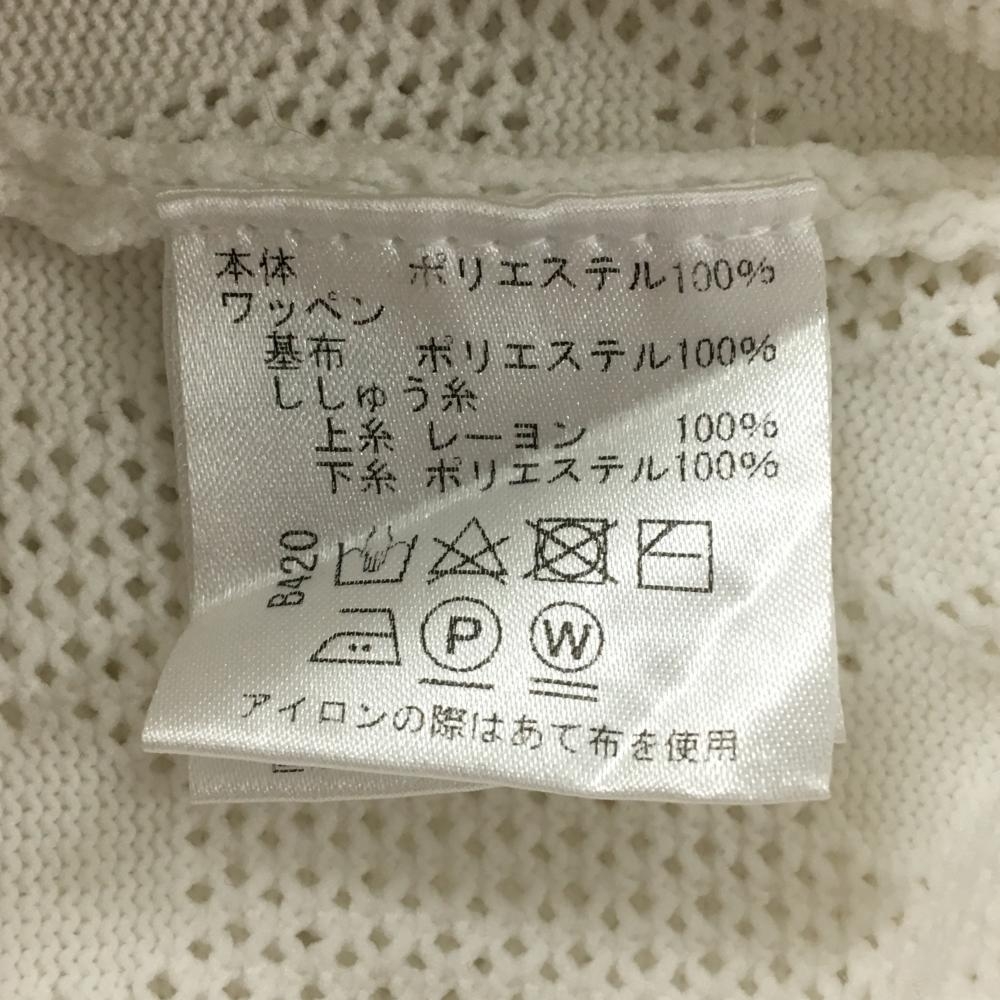 本体 ポリエステル100%
ワッペン
基布 ポリエステル100%
ししゅう糸
上糸 レーヨン 100%
下糸 ポリエステル100%
B420
P W
アイロンの際はあて布を使用